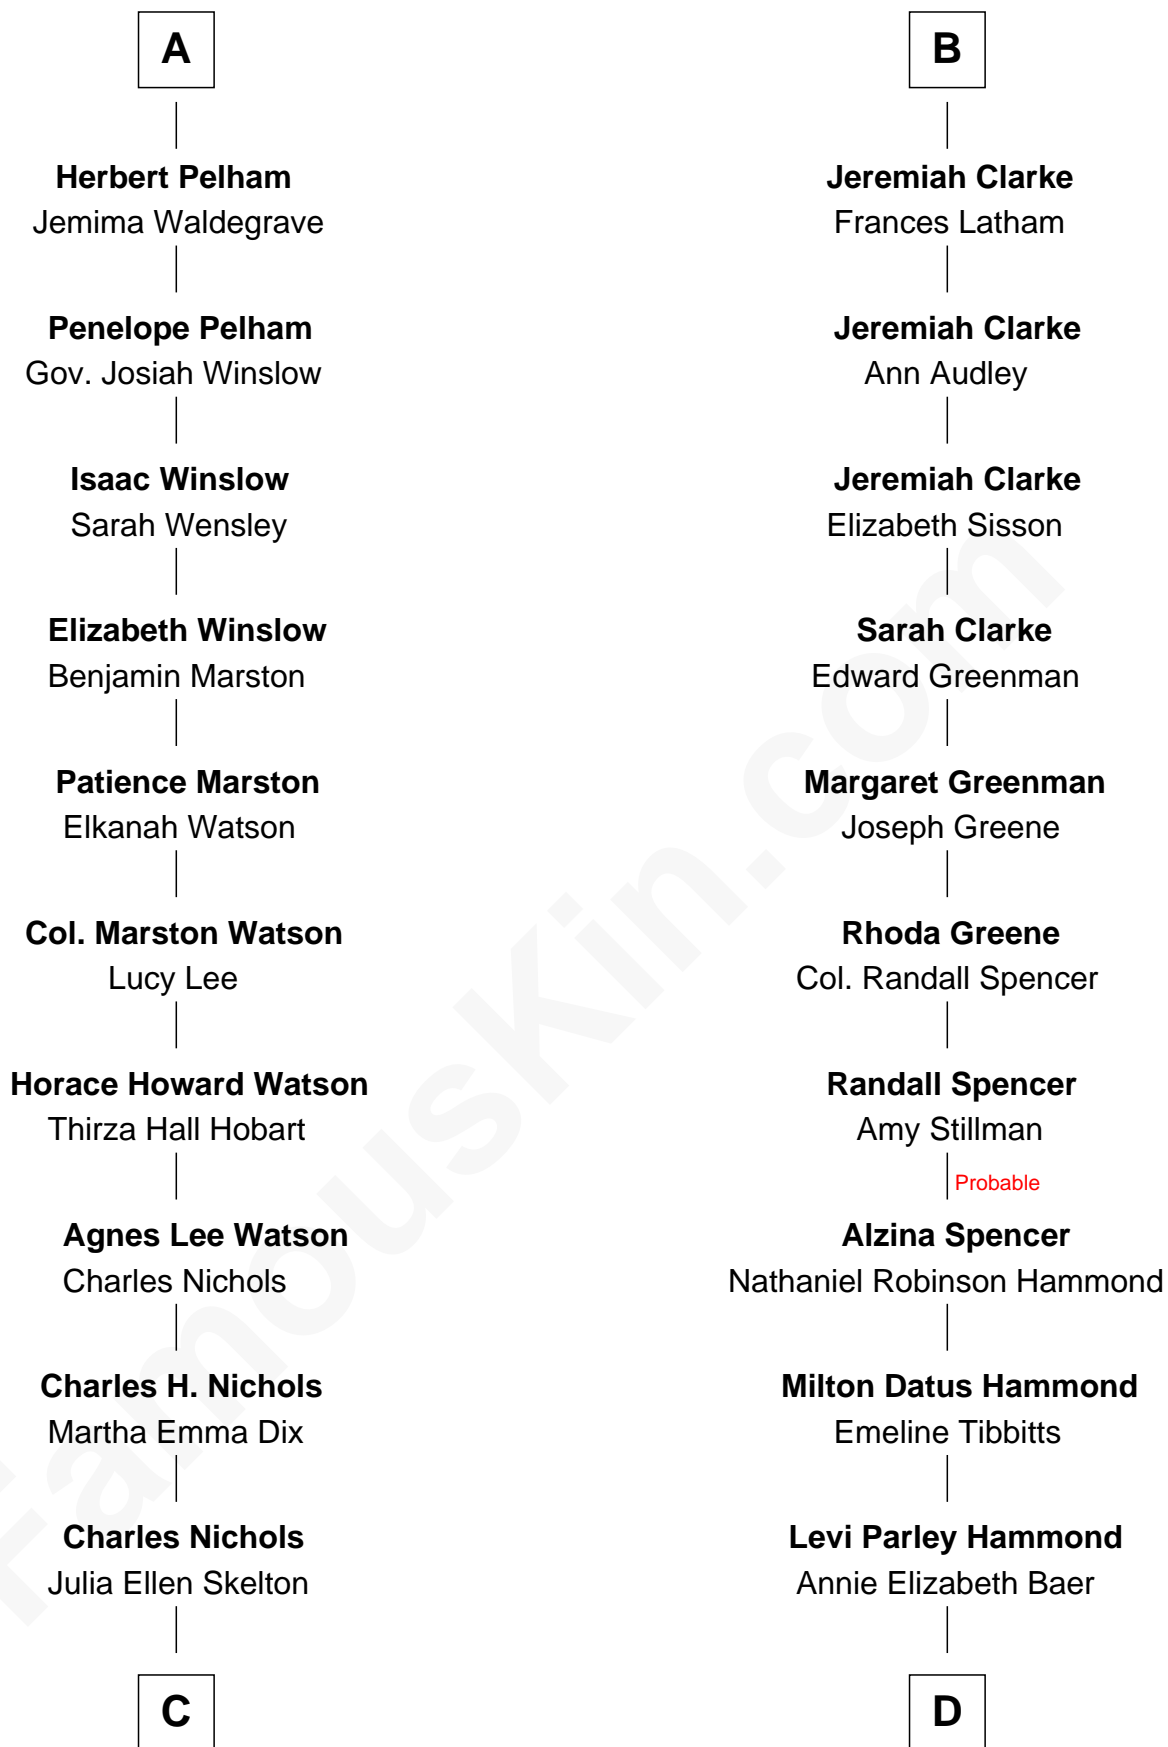 A
Herbert Pelham
Jemima Waldegrave
Penelope Pelham
Gov. Josiah Winslow
Isaac Winslow
Sarah Wensley
Elizabeth Winslow
Benjamin Marston
Patience Marston
Elkanah Watson
Col. Marston Watson
Lucy Lee
Horace Howard Watson
Thirza Hall Hobart
Agnes Lee Watson
Charles Nichols
Charles H. Nichols
Martha Emma Dix
Charles Nichols
Julia Ellen Skelton
C
B
Jeremiah Clarke
Frances Latham
Jeremiah Clarke
Ann Audley
Jeremiah Clarke
Elizabeth Sisson
Sarah Clarke
Edward Greenman
Margaret Greenman
Joseph Greene
Rhoda Greene
Col. Randall Spencer
Randall Spencer
Amy Stillman
Probable
Alzina Spencer
Nathaniel Robinson Hammond
Milton Datus Hammond
Emeline Tibbitts
Levi Parley Hammond
Annie Elizabeth Baer
D
FamousKin.com